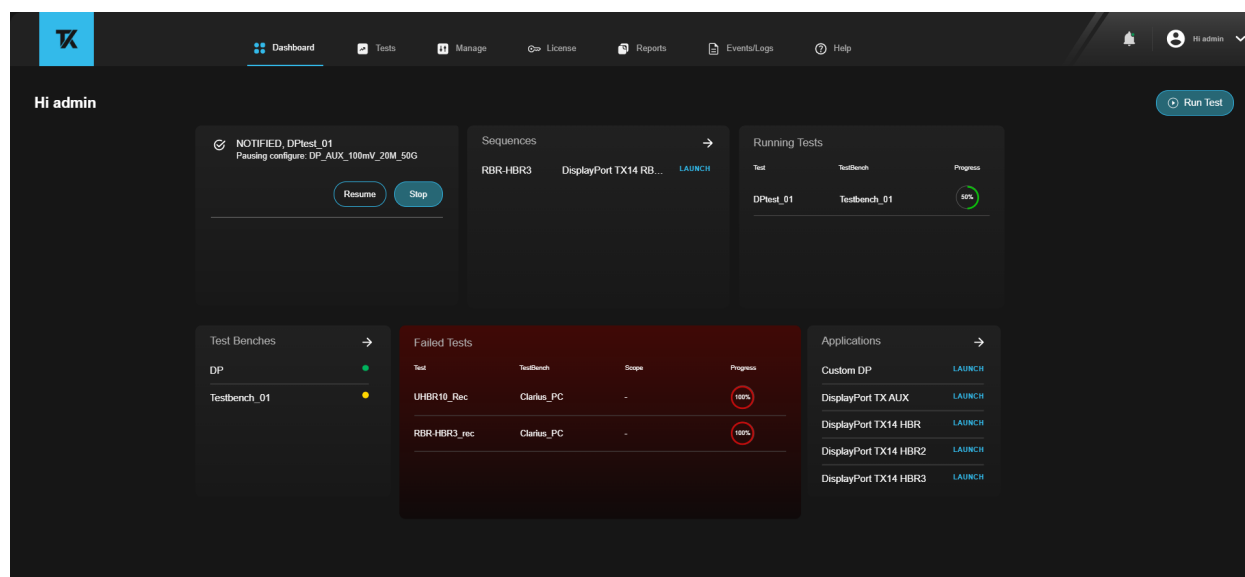 TK
Dashboard Tests Manage License Reports Events/Logs Help Hi admin
Hi admin
Run Test
NOTIFIED, DPtest_01
Pausing configure: DP_AUX_100mV_20M_50G
Resume Stop
Sequences
RBR-HBR3 DisplayPort TX14 RB... LAUNCH
Running Tests
Test TestBench Progress
DPtest_01 Testbench_01 50%
Test Benches
DP
Testbench_01
Failed Tests
Test TestBench Scope Progress
UHBR10_Rec Clarius_PC - 100%
RBR-HBR3_rec Clarius_PC - 100%
Applications
Custom DP LAUNCH
DisplayPort TX AUX LAUNCH
DisplayPort TX14 HBR LAUNCH
DisplayPort TX14 HBR2 LAUNCH
DisplayPort TX14 HBR3 LAUNCH